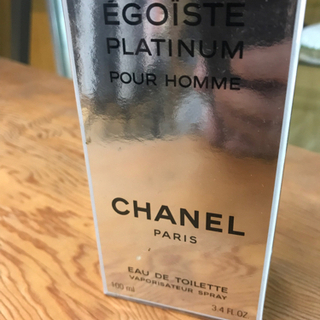 ÉGOÏSTE
PLATINUM
POUR HOMME
CHANEL
PARIS
EAU DE TOILETTE
VAPORISATEUR SPRAY
100 ml 3.4 FL OZ